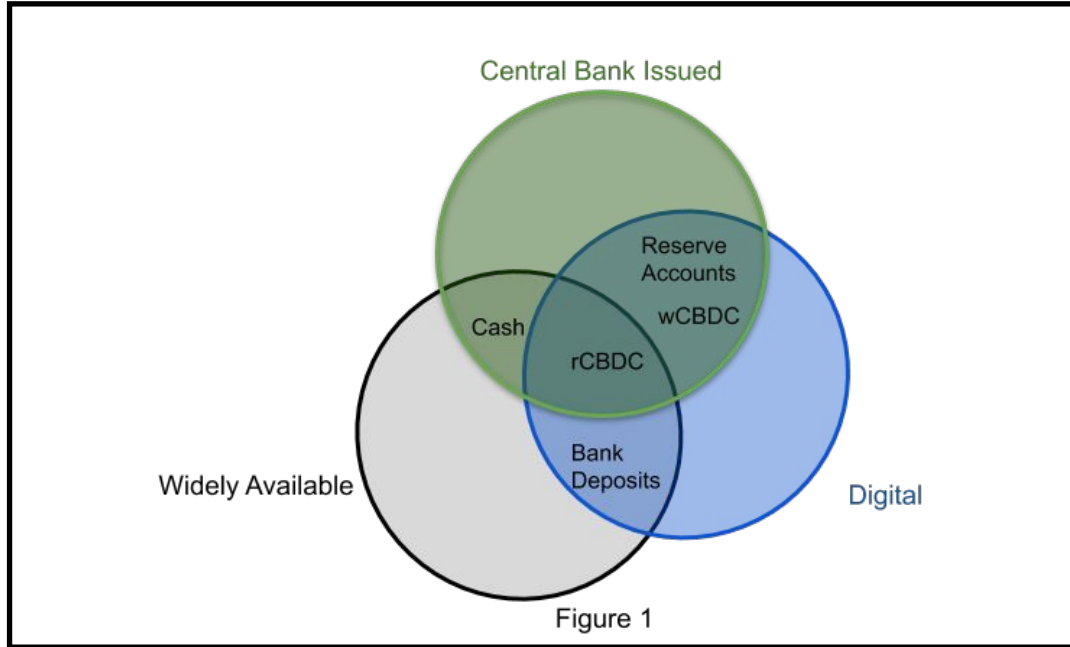 Central Bank Issued
Reserve
Accounts
wCBDC
Cash
rCBDC
Bank
Deposits
Widely Available
Digital
Figure 1